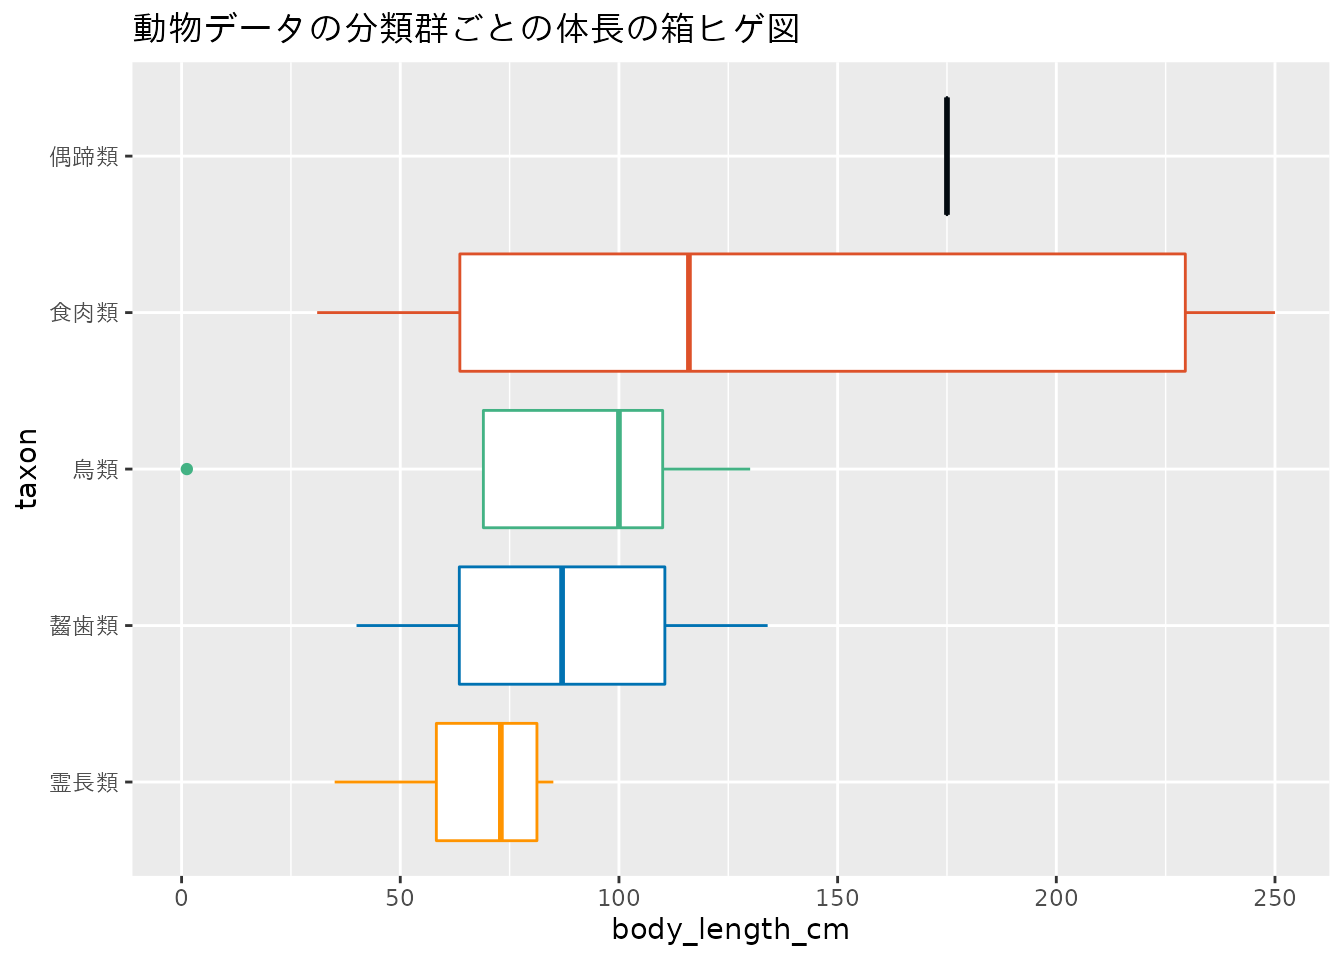 動物データの分類群ごとの体長の箱ヒゲ図
偶蹄類
食肉類
鳥類
齧歯類
霊長類
taxon
0 50 100 150 200 250
body_length_cm